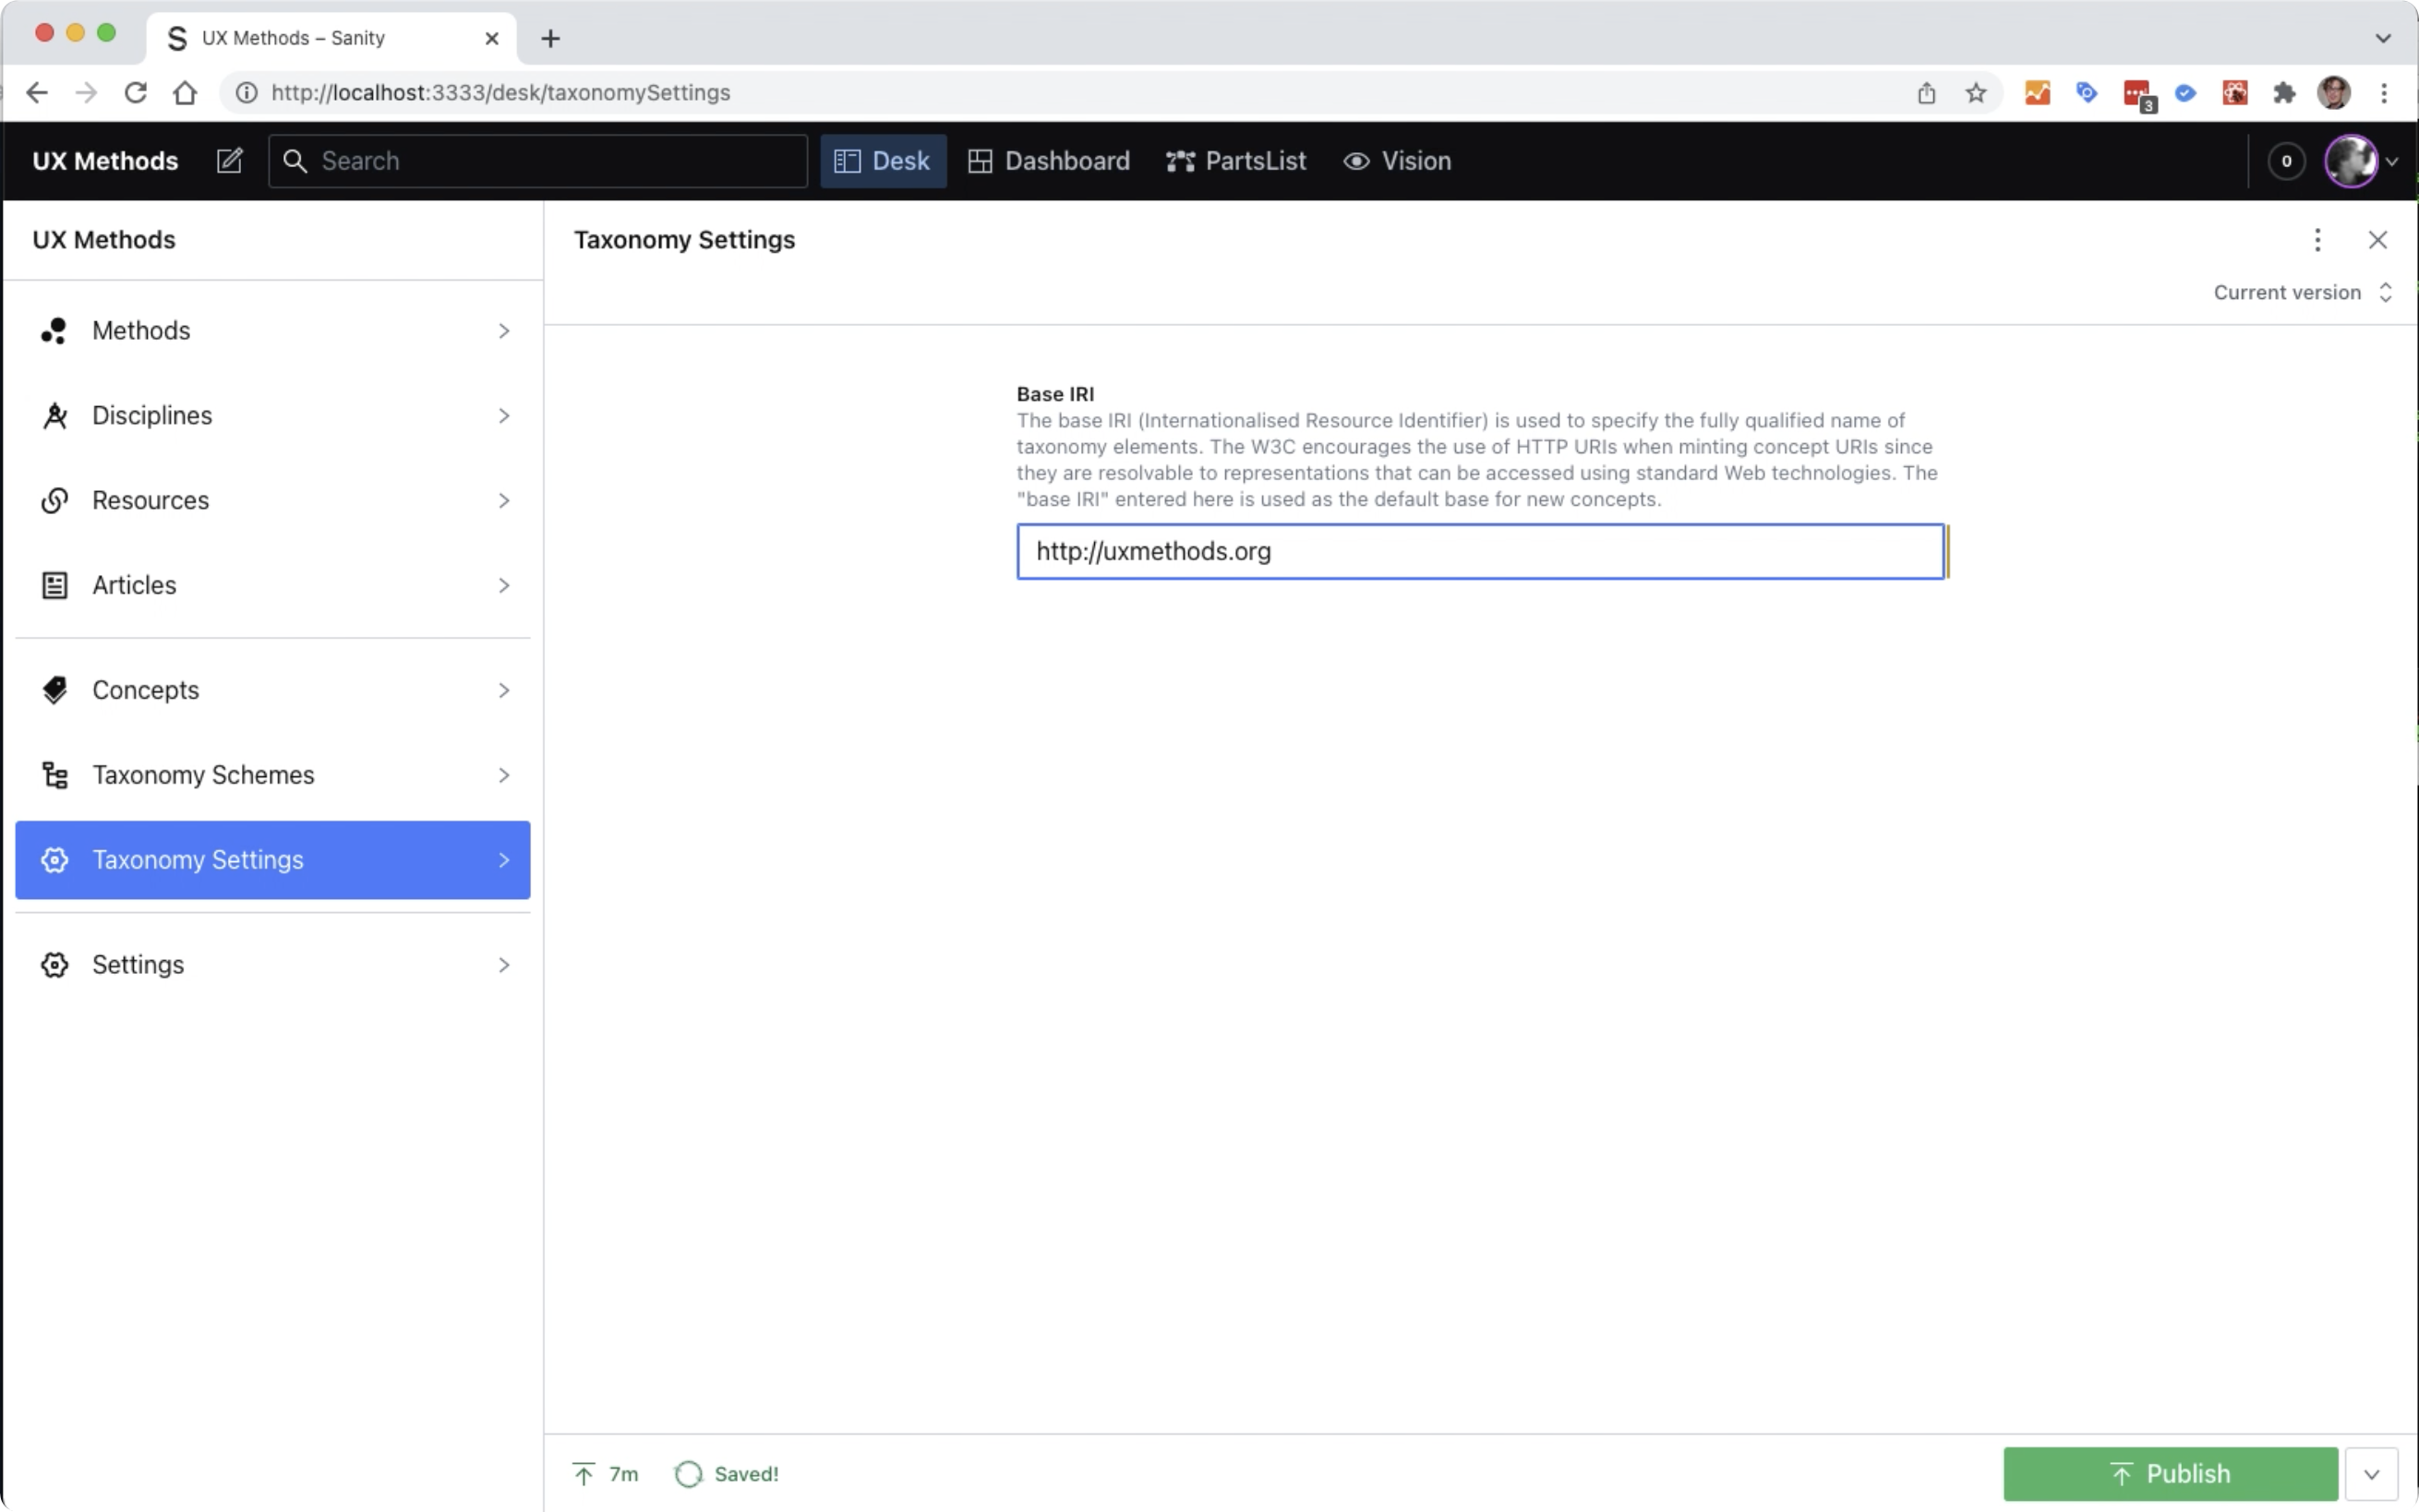 UX Methods – Sanity
http://localhost:3333/desk/taxonomySettings
3
UX Methods
Search
Desk
Dashboard
PartsList
Vision
0
UX Methods
Taxonomy Settings
Current version
Methods
Disciplines
Resources
Articles
Concepts
Taxonomy Schemes
Taxonomy Settings
Settings
Base IRI
The base IRI (Internationalised Resource Identifier) is used to specify the fully qualified name of
taxonomy elements. The W3C encourages the use of HTTP URIs when minting concept URIs since
they are resolvable to representations that can be accessed using standard Web technologies. The
"base IRI" entered here is used as the default base for new concepts.
http://uxmethods.org
7m
Saved!
Publish